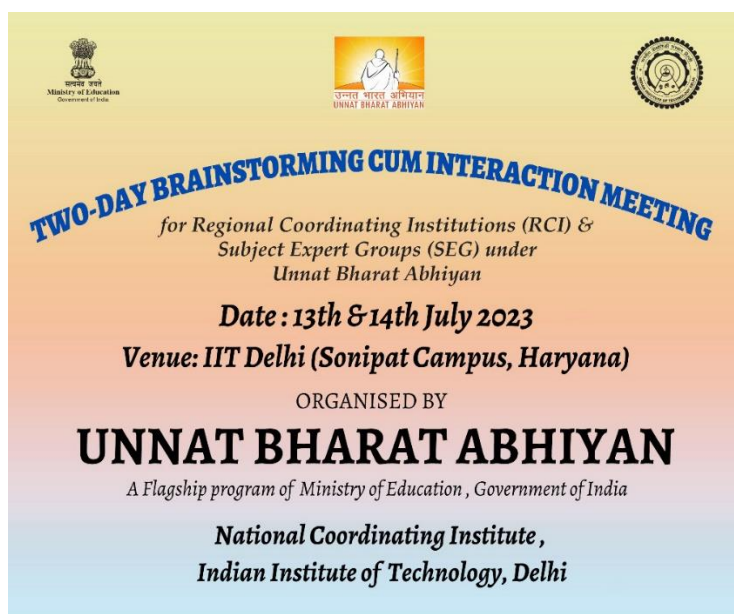 सत्यमेव जयते
Ministry of Education
Government of India
उन्नत भारत अभियान
UNNAT BHARAT ABHIYAN
TWO-DAY BRAINSTORMING CUM INTERACTION MEETING
for Regional Coordinating Institutions (RCI) &
Subject Expert Groups (SEG) under
Unnat Bharat Abhiyan
Date : 13th & 14th July 2023
Venue: IIT Delhi (Sonipat Campus, Haryana)
ORGANISED BY
UNNAT BHARAT ABHIYAN
A Flagship program of Ministry of Education , Government of India
National Coordinating Institute ,
Indian Institute of Technology, Delhi